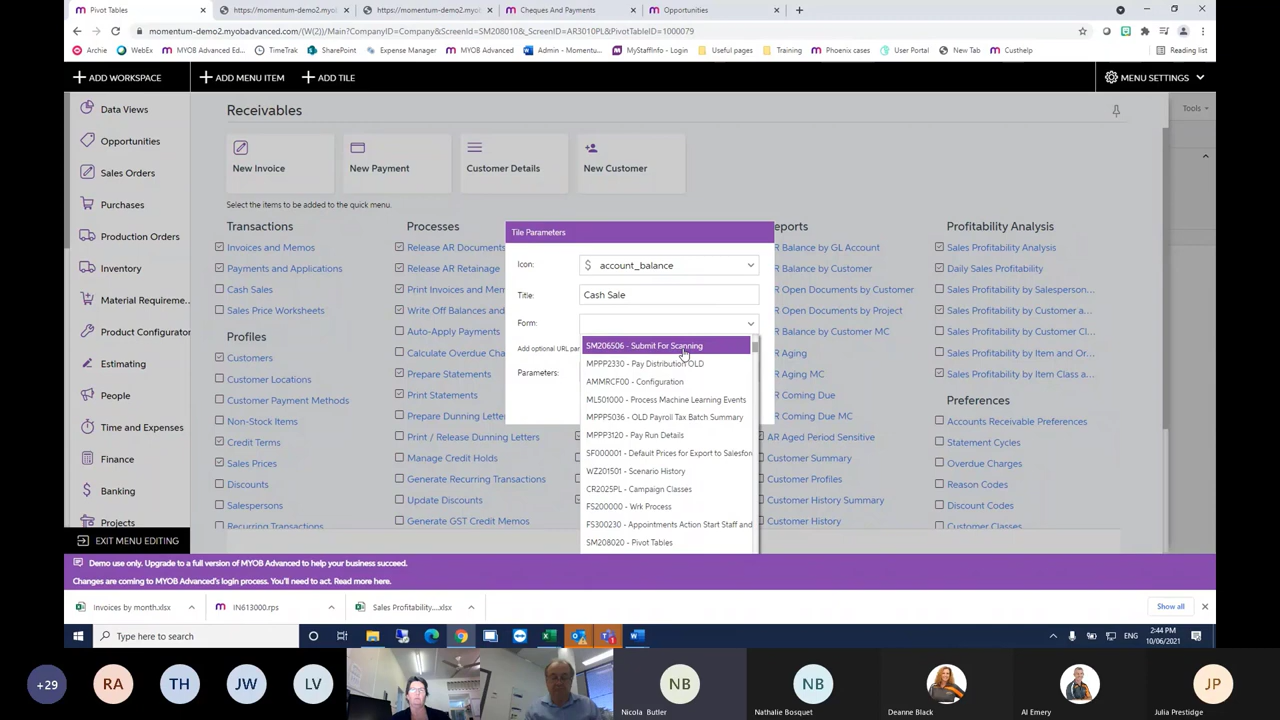 Pivot Tables
https://momentum-demo2.myob
https://momentum-demo2.myob
Cheques And Payments
Opportunities
momentum-demo2.myobadvanced.com/(W(2))/Main?CompanyID=Company&ScreenId=SM208010&_ScreenID=AR3010PL&PivotTableID=1000079
Archie
WebEx
MYOB Advanced Ed...
TimeTrak
SharePoint
Expense Manager
MYOB Advanced
Admin - Momentu...
MyStaffInfo - Login
Useful pages
Training
Phoenix cases
User Portal
New Tab
Custhelp
Reading list
ADD WORKSPACE
ADD MENU ITEM
ADD TILE
MENU SETTINGS
Data Views
Opportunities
Sales Orders
Purchases
Production Orders
Inventory
Material Requireme...
Product Configurator
Estimating
People
Time and Expenses
Finance
Banking
Projects
EXIT MENU EDITING
Receivables
Tools
New Invoice
New Payment
Customer Details
New Customer
Select the items to be added to the quick menu.
Transactions
Invoices and Memos
Payments and Applications
Cash Sales
Sales Price Worksheets
Profiles
Customers
Customer Locations
Customer Payment Methods
Non-Stock Items
Credit Terms
Sales Prices
Discounts
Salespersons
Recurring Transactions
Processes
Release AR Documents
Release AR Retainage
Print Invoices and Mem
Write Off Balances and
Auto-Apply Payments
Calculate Overdue Cha
Prepare Statements
Print Statements
Prepare Dunning Letter
Print / Release Dunning Letters
Manage Credit Holds
Generate Recurring Transactions
Update Discounts
Generate GST Credit Memos
eports
R Balance by GL Account
R Balance by Customer
R Open Documents by Customer
R Open Documents by Project
R Balance by Customer MC
R Aging
R Aging MC
R Coming Due
R Coming Due MC
R Aged Period Sensitive
Customer Summary
Customer Profiles
Customer Statement
Customer History
Profitability Analysis
Sales Profitability Analysis
Daily Sales Profitability
Sales Profitability by Salesperson...
Sales Profitability by Customer a...
Sales Profitability by Customer...
Sales Profitability by Item and Or...
Sales Profitability by Item Class a...
Preferences
Accounts Receivable Preferences
Statement Cycles
Overdue Charges
Reason Codes
Discount Codes
Customer Classes
Tile Parameters
Icon:
account_balance
Title:
Cash Sale
Form:
Add optional URL par
Parameters:
SM206506 - Submit For Scanning
MPPP2330 - Pay Distribution OLD
AMMRCF00 - Configuration
ML501000 - Process Machine Learning Events
MPPP5036 - OLD Payroll Tax Batch Summary
MPPP3120 - Pay Run Details
SF000001 - Default Prices for Export to Salesfor
WZ201501 - Scenario History
CR2025PL - Campaign Classes
FS200000 - Wrk Process
FS300230 - Appointments Action Start Staff and
SM208020 - Pivot Tables
Demo use only. Upgrade to a full version of MYOB Advanced to help your business succeed.
Changes are coming to MYOB Advanced's login process. You'll need to act. Read more here.
Invoices by month.xlsx
IN613000.rps
Sales Profitability....xlsx
Show all
Type here to search
ENG
2:44 PM
10/06/2021
+29
RA
TH
JW
LV
NB
Nicola Butler
NB
Nathalie Bosquet
Deanne Black
Al Emery
JP
Julia Prestidge